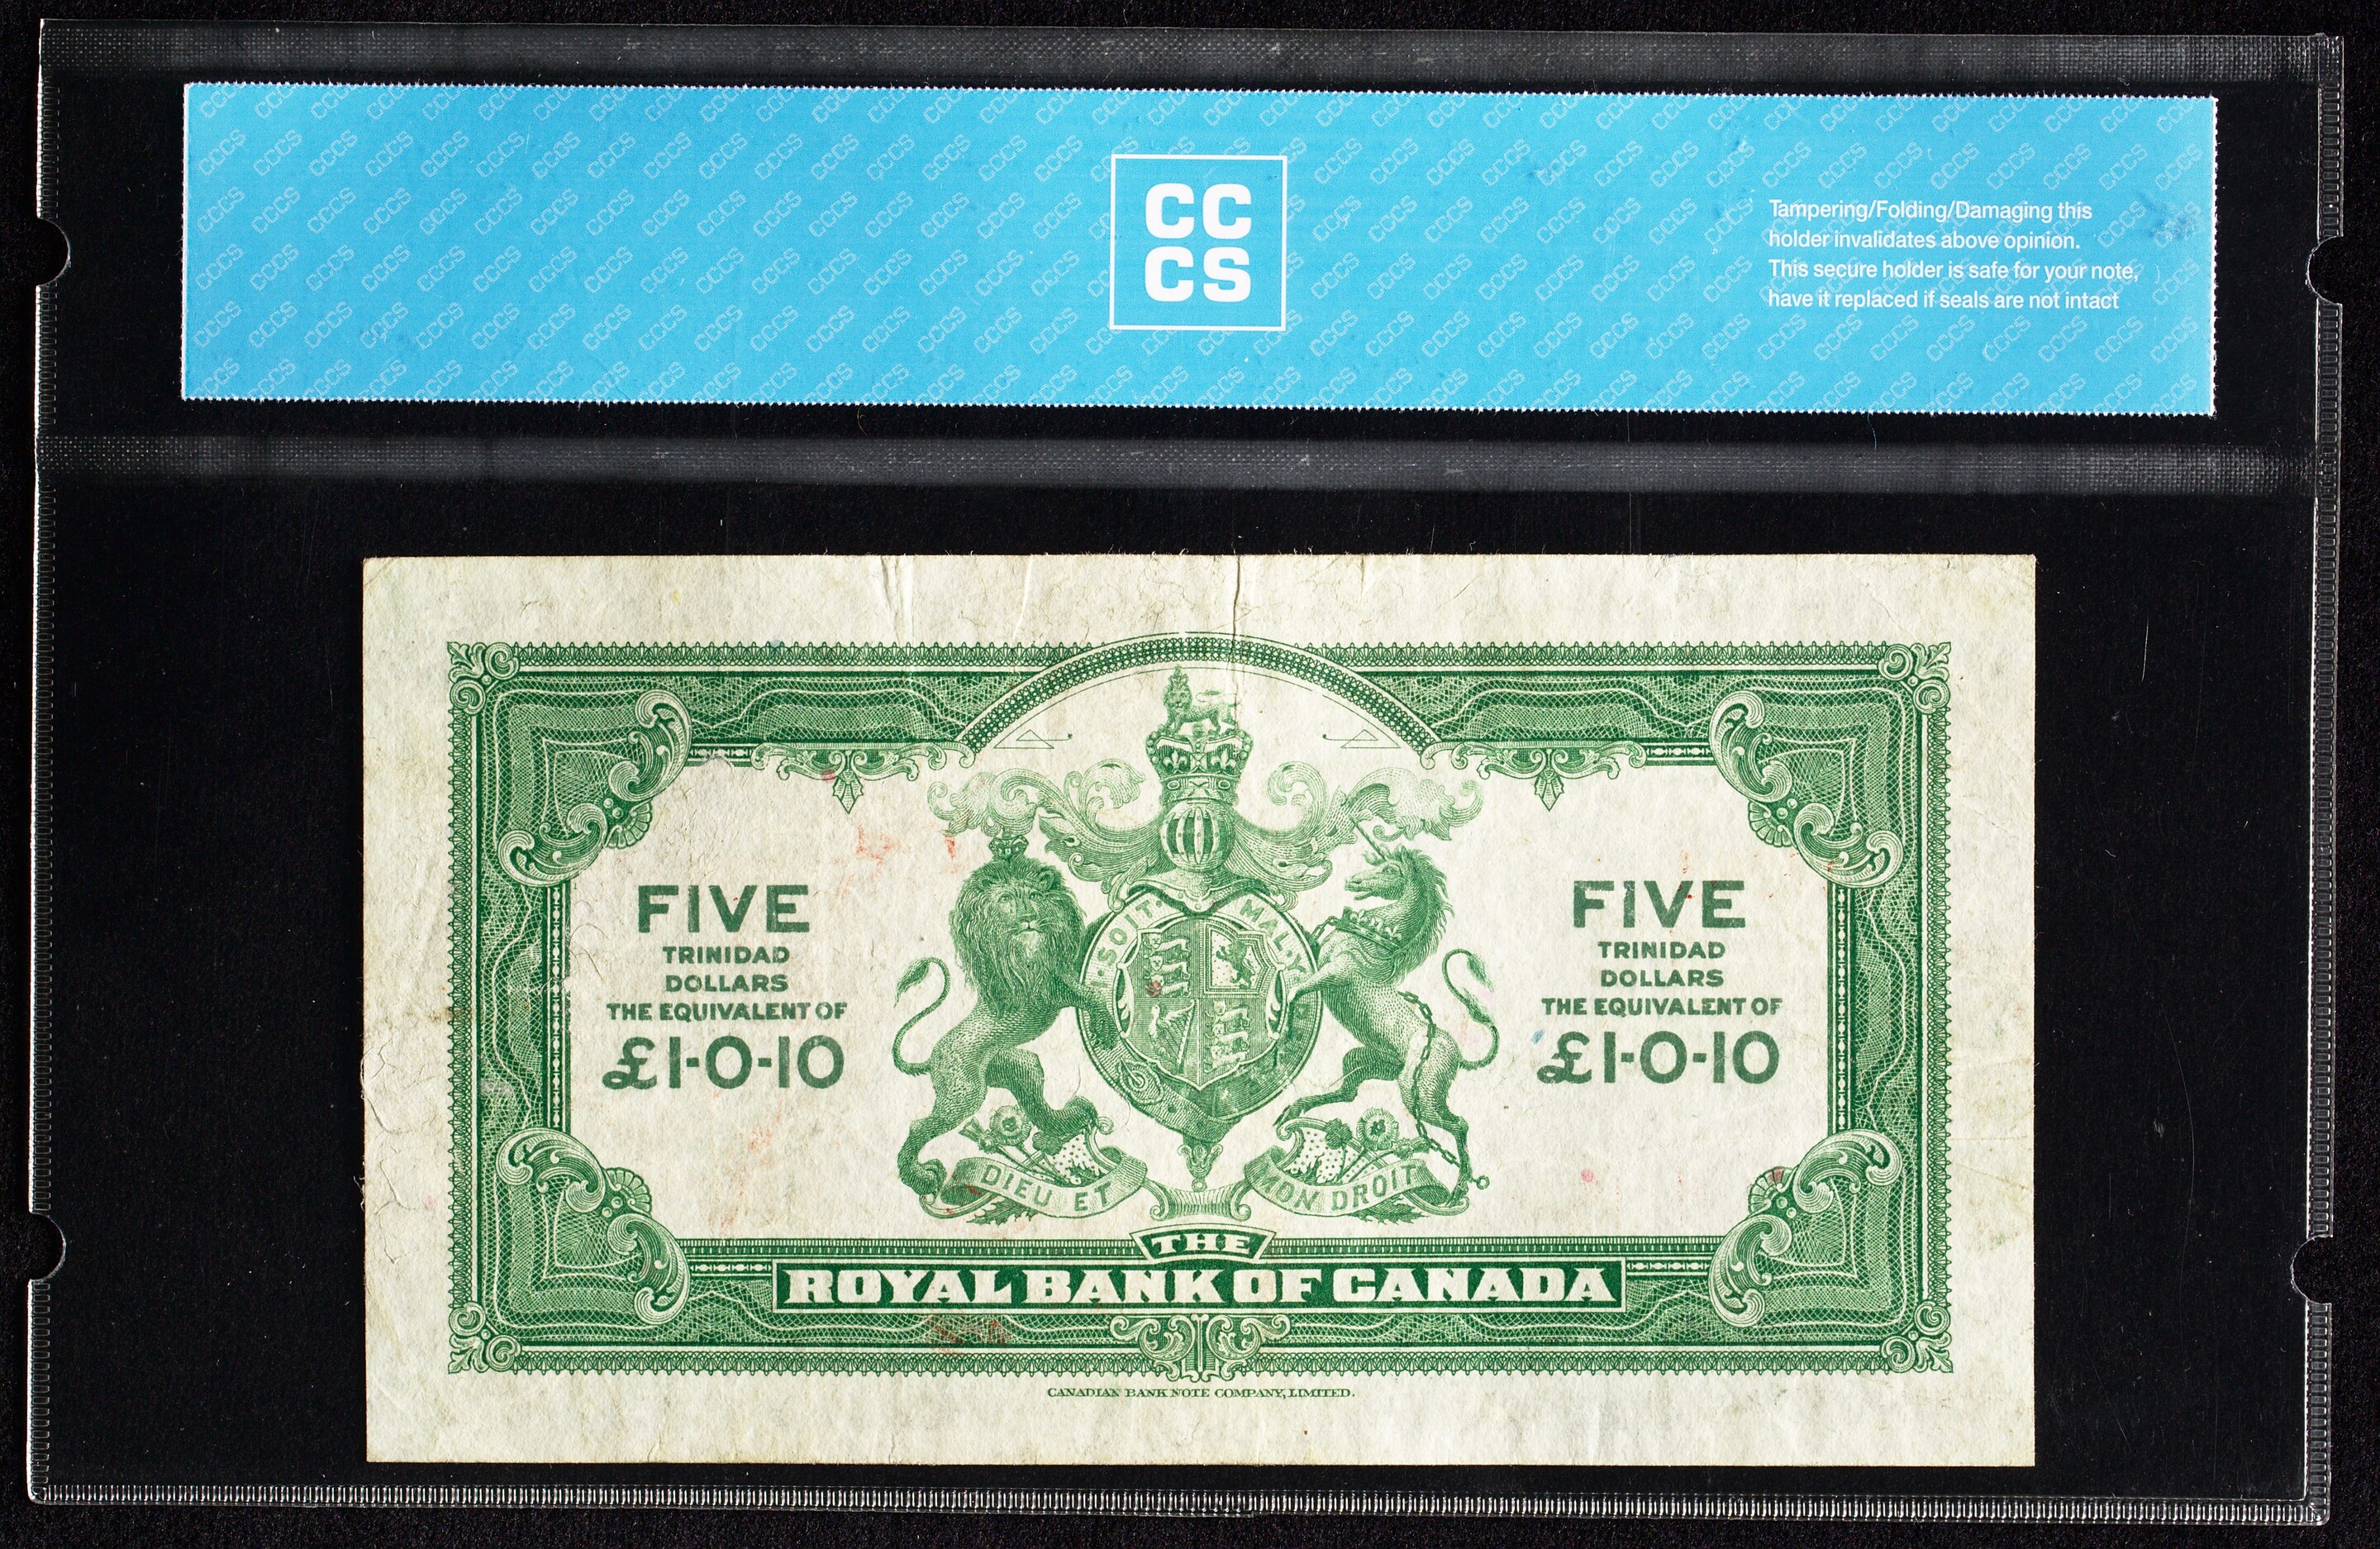 CC
CS
Tampering/Folding/Damaging this
holder invalidates above opinion.
This secure holder is safe for your note,
have it replaced if seals are not intact
FIVE
TRINIDAD
DOLLARS
THE EQUIVALENT OF
£1-0-10
SOIT MAL Y
DIEU ET MON DROIT
FIVE
TRINIDAD
DOLLARS
THE EQUIVALENT OF
£1-0-10
THE
ROYAL BANK OF CANADA
CANADIAN BANK NOTE COMPANY, LIMITED.